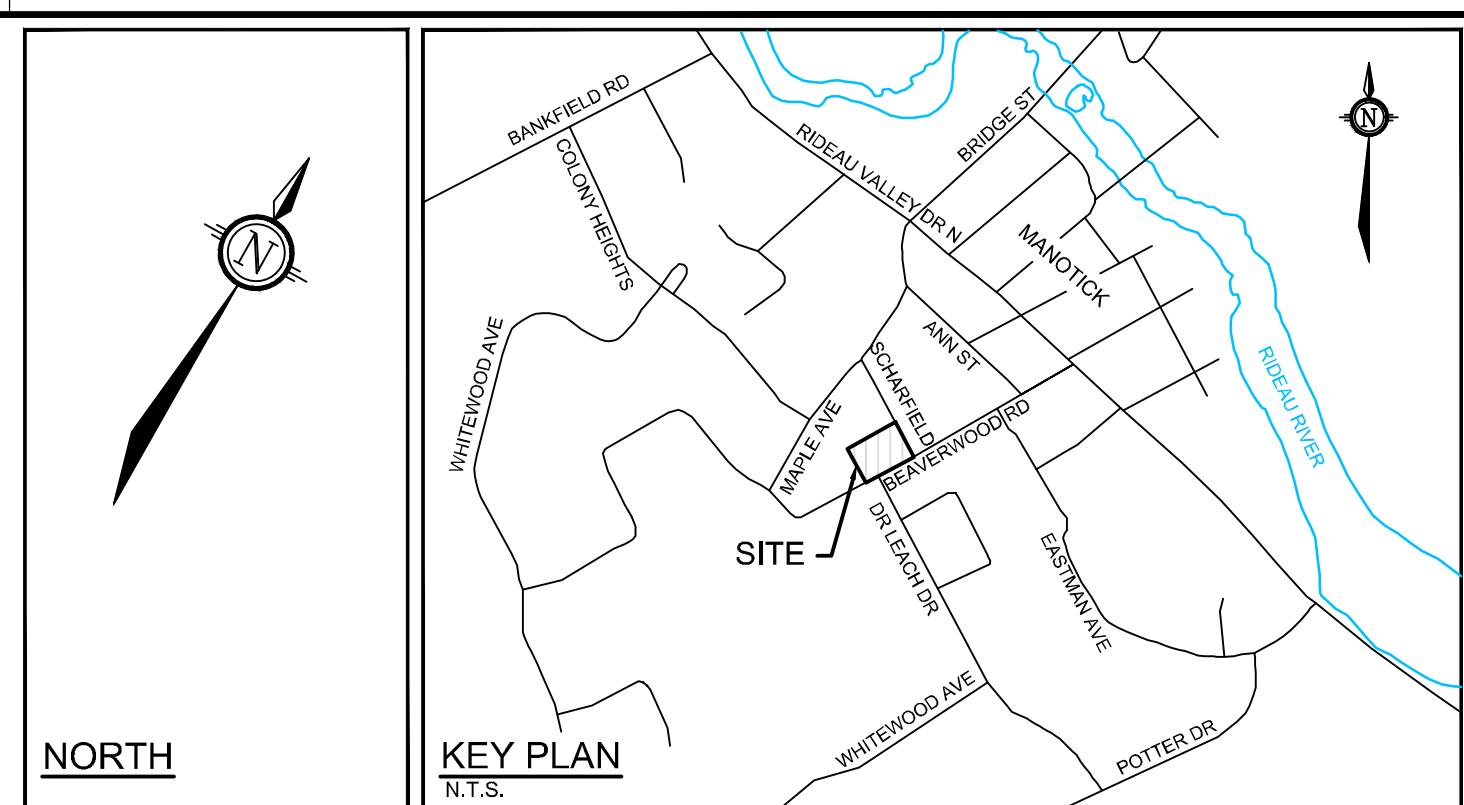 N
NORTH
BANKFIELD RD
COLONY HEIGHTS
RIDEAU VALLEY DR N
BRIDGE ST
N
MANOTICK
WHITEWOOD AVE
ANN ST
SCHARFIELD
RIDEAU RIVER
MAPLE AVE
BEAVERWOOD RD
SITE
DR LEACH DR
EASTMAN AVE
WHITEWOOD AVE
POTTER DR
KEY PLAN
N.T.S.